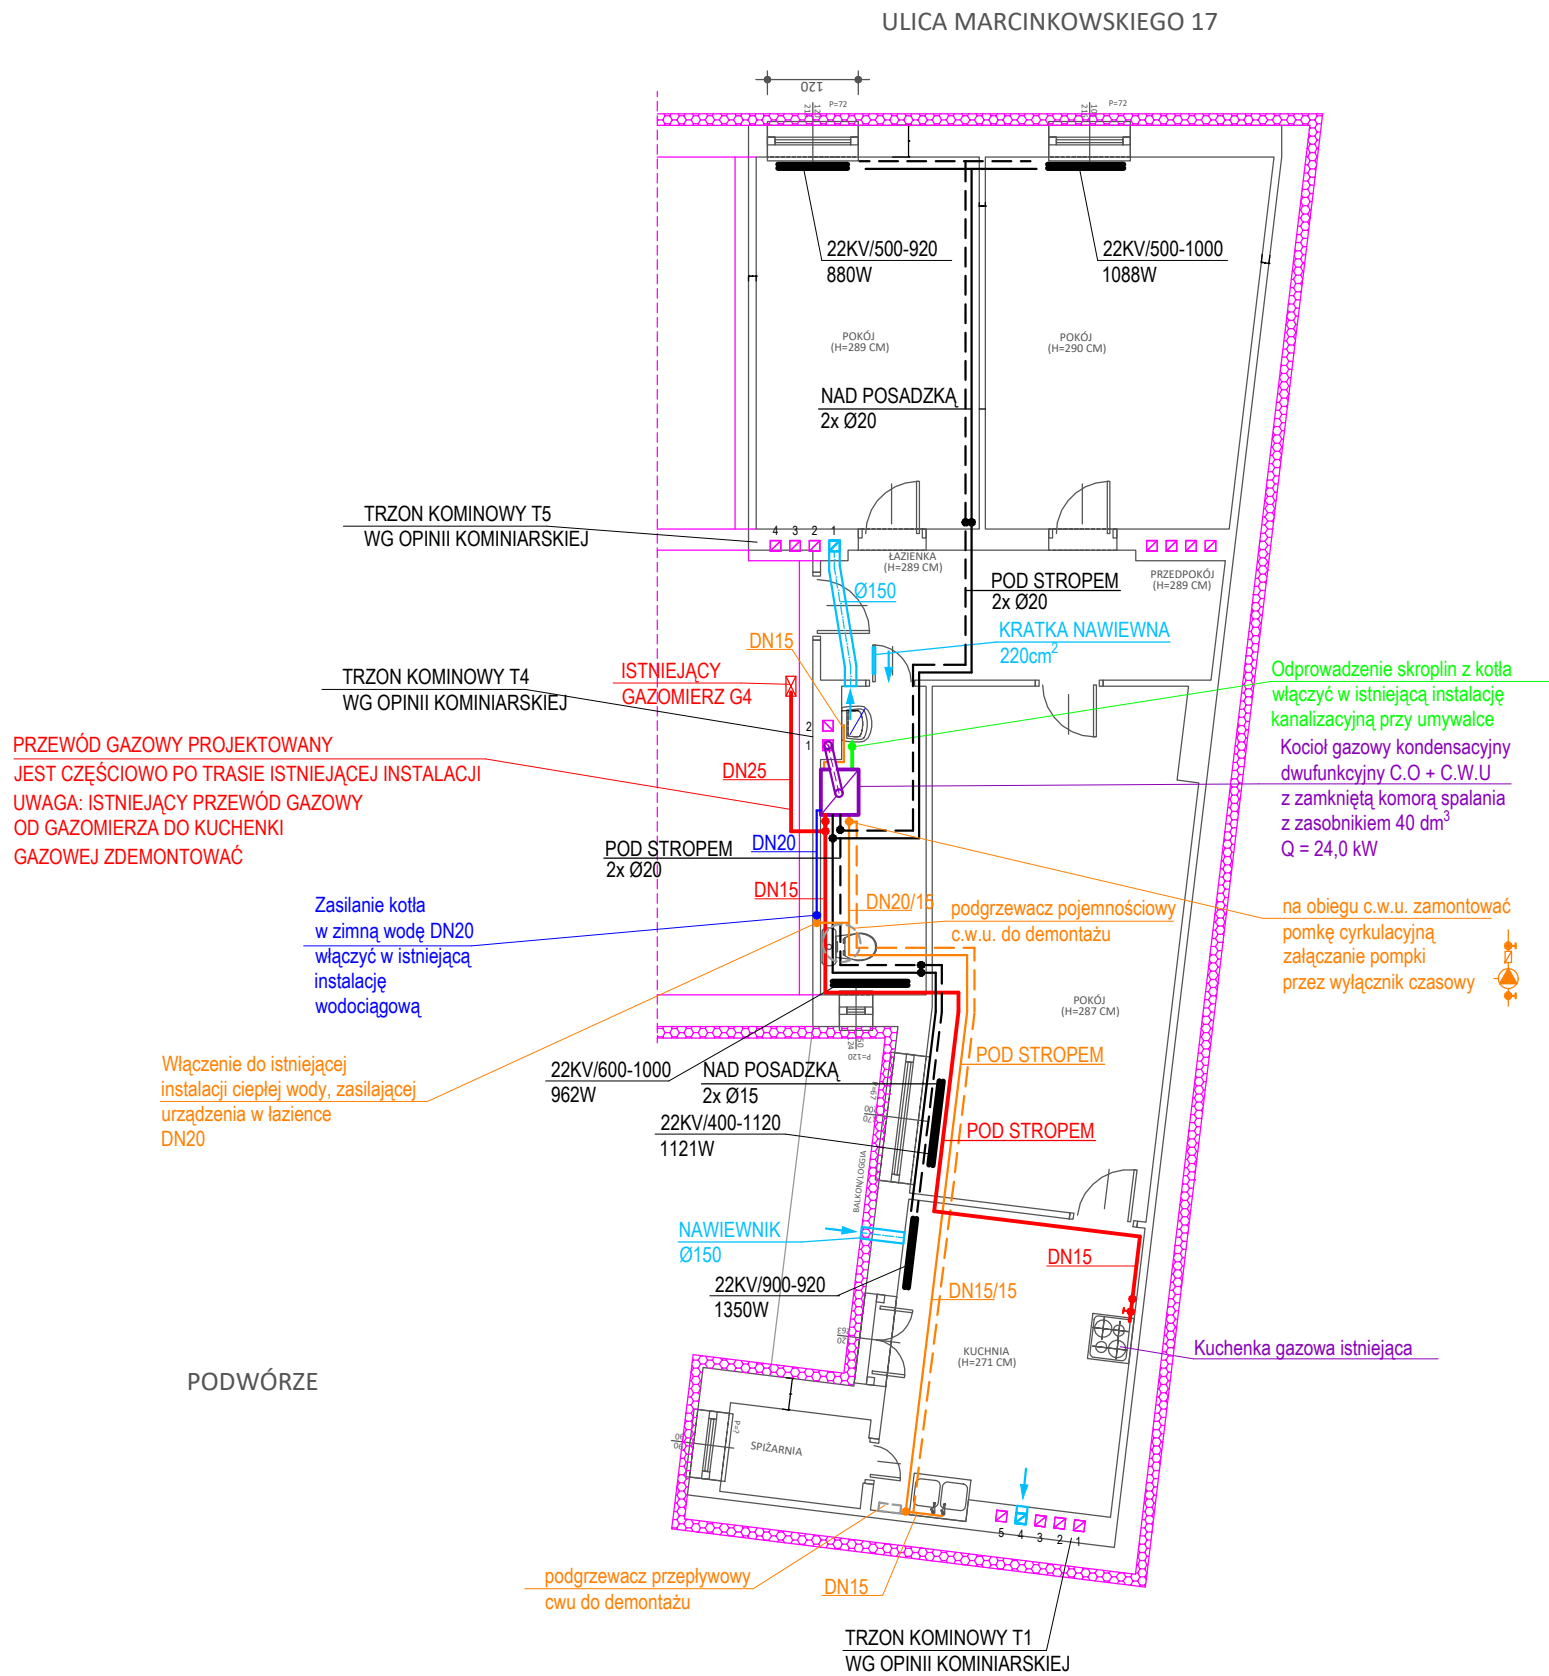 ULICA MARCINKOWSKIEGO 17
120
P=72
P=72
22KV/500-920
880W
22KV/500-1000
1088W
POKÓJ
(H=289 CM)
POKÓJ
(H=290 CM)
NAD POSADZKĄ
2x Ø20
TRZON KOMINOWY T5
WG OPINII KOMINIARSKIEJ
4 3 2 1
ŁAZIENKA
(H=289 CM)
PRZEDPOKÓJ
(H=289 CM)
POD STROPEM
2x Ø20
Ø150
KRATKA NAWIEWNA
220cm²
DN15
TRZON KOMINOWY T4
WG OPINII KOMINIARSKIEJ
ISTNIEJĄCY
GAZOMIERZ G4
2
1
Odprowadzenie skroplin z kotła
włączyć w istniejącą instalację
kanalizacyjną przy umywalce
PRZEWÓD GAZOWY PROJEKTOWANY
JEST CZĘŚCIOWO PO TRASIE ISTNIEJĄCEJ INSTALACJI
UWAGA: ISTNIEJĄCY PRZEWÓD GAZOWY
OD GAZOMIERZA DO KUCHENKI
GAZOWEJ ZDEMONTOWAĆ
DN25
Kocioł gazowy kondensacyjny
dwufunkcyjny C.O + C.W.U
z zamkniętą komorą spalania
z zasobnikiem 40 dm³
Q = 24,0 kW
POD STROPEM
2x Ø20
DN20
DN15
DN20/15
Zasilanie kotła
w zimną wodę DN20
włączyć w istniejącą
instalację
wodociągową
podgrzewacz pojemnościowy
c.w.u. do demontażu
na obiegu c.w.u. zamontować
pomkę cyrkulacyjną
załączanie pompki
przez wyłącznik czasowy
POKÓJ
(H=287 CM)
P=120
Włączenie do istniejącej
instalacji ciepłej wody, zasilającej
urządzenia w łazience
DN20
22KV/600-1000
962W
NAD POSADZKĄ
2x Ø15
POD STROPEM
22KV/400-1120
1121W
POD STROPEM
P=67
BALKON/LOGGIA
NAWIEWNIK
Ø150
DN15
22KV/900-920
1350W
DN15/15
KUCHNIA
(H=271 CM)
Kuchenka gazowa istniejąca
PODWÓRZE
P=?
SPIŻARNIA
5 4 3 2 1
podgrzewacz przepływowy
cwu do demontażu
DN15
TRZON KOMINOWY T1
WG OPINII KOMINIARSKIEJ